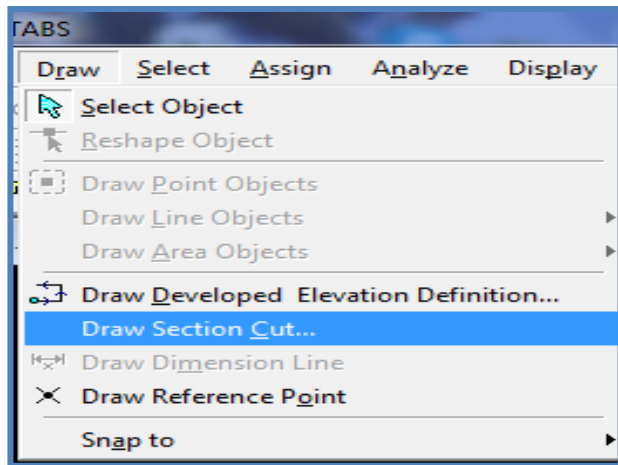 TABS
Draw Select Assign Analyze Display
Select Object
Reshape Object
Draw Point Objects
Draw Line Objects
Draw Area Objects
Draw Developed Elevation Definition...
Draw Section Cut...
Draw Dimension Line
Draw Reference Point
Snap to